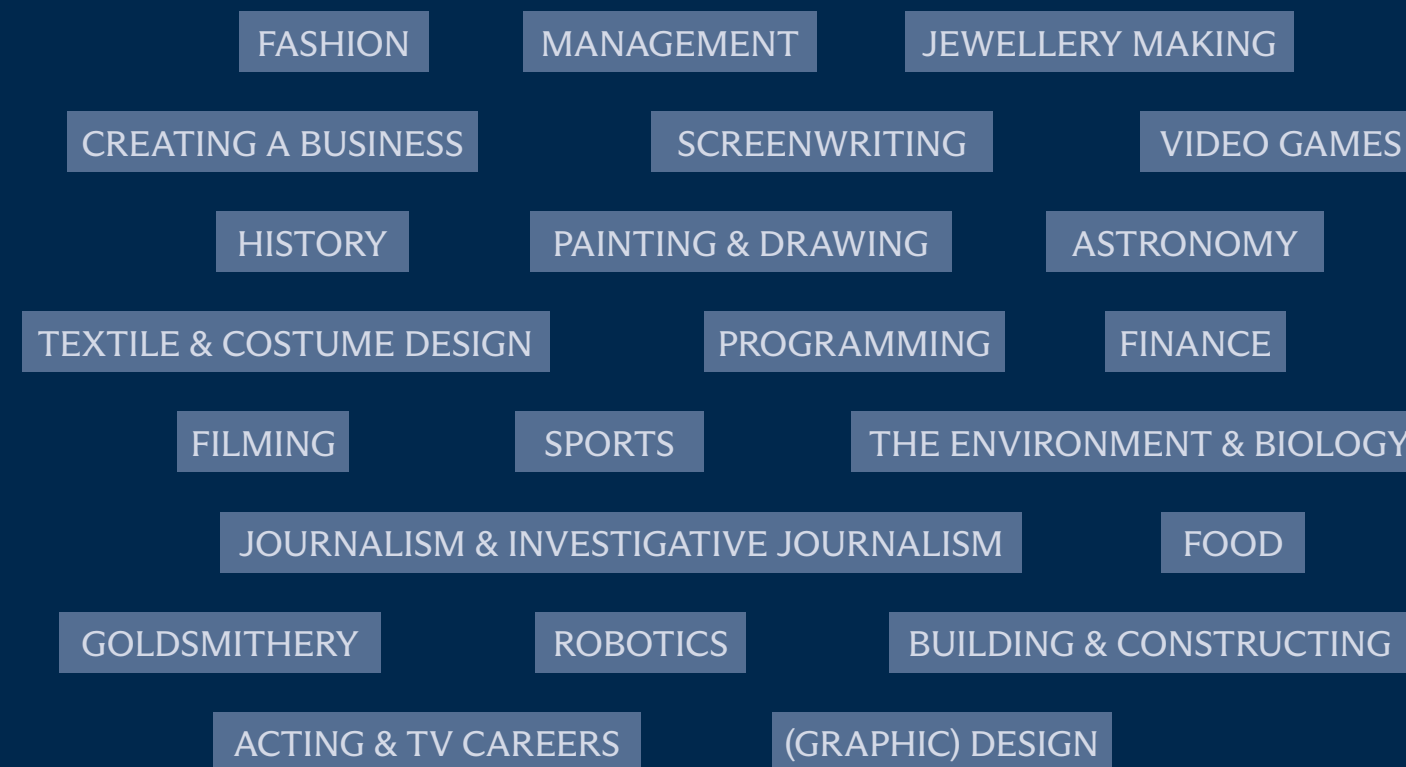 FASHION MANAGEMENT JEWELLERY MAKING
CREATING A BUSINESS SCREENWRITING VIDEO GAMES
HISTORY PAINTING & DRAWING ASTRONOMY
TEXTILE & COSTUME DESIGN PROGRAMMING FINANCE
FILMING SPORTS THE ENVIRONMENT & BIOLOGY
JOURNALISM & INVESTIGATIVE JOURNALISM FOOD
GOLDSMITHERY ROBOTICS BUILDING & CONSTRUCTING
ACTING & TV CAREERS (GRAPHIC) DESIGN